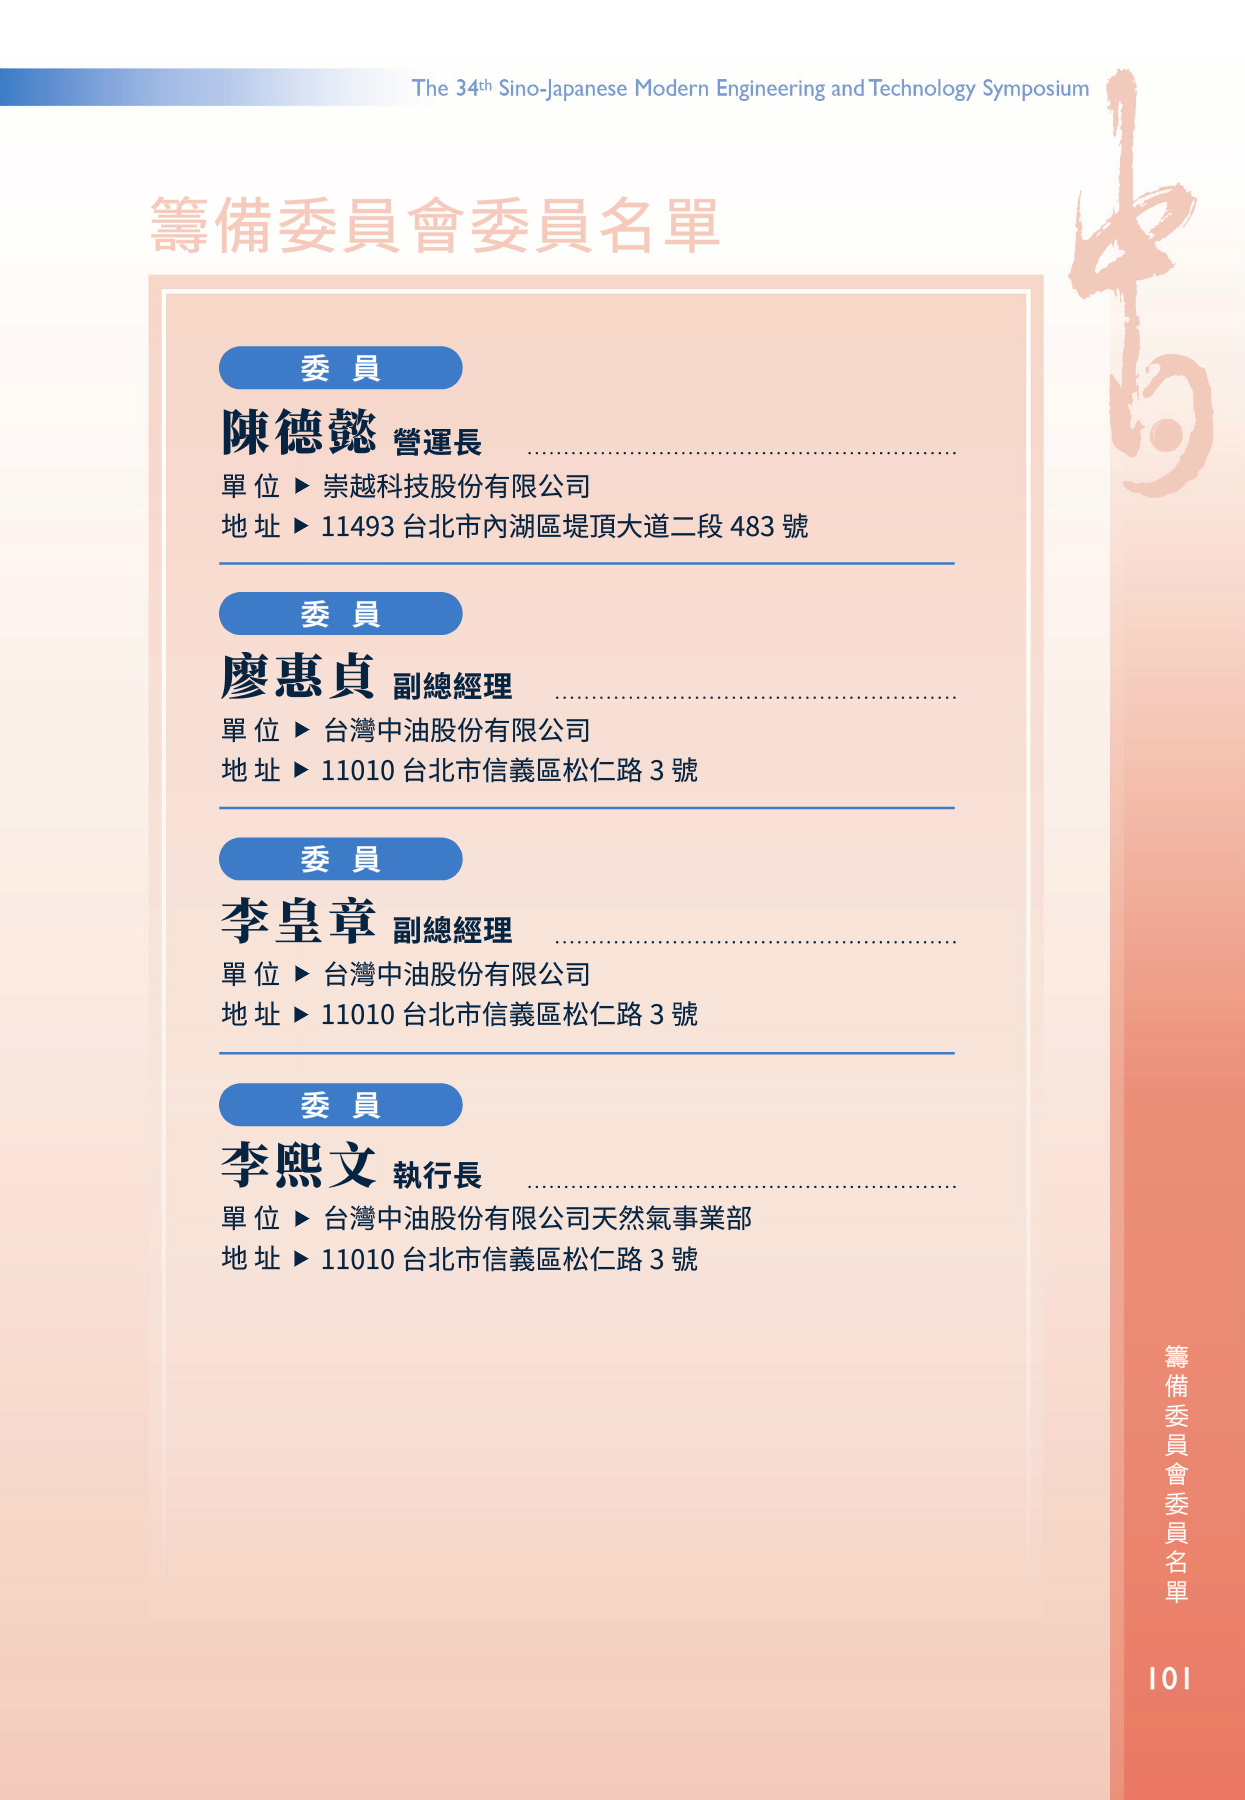 The 34th Sino-Japanese Modern Engineering and Technology Symposium
中日
籌備委員會委員名單
委 員
陳德懿 營運長
單 位 ▶ 崇越科技股份有限公司
地 址 ▶ 11493 台北市內湖區堤頂大道二段 483 號
委 員
廖惠貞 副總經理
單 位 ▶ 台灣中油股份有限公司
地 址 ▶ 11010 台北市信義區松仁路 3 號
委 員
李皇章 副總經理
單 位 ▶ 台灣中油股份有限公司
地 址 ▶ 11010 台北市信義區松仁路 3 號
委 員
李熙文 執行長
單 位 ▶ 台灣中油股份有限公司天然氣事業部
地 址 ▶ 11010 台北市信義區松仁路 3 號
籌備委員會委員名單
101